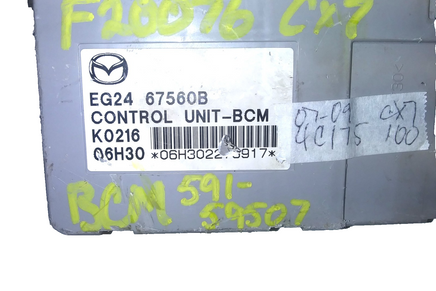 F20076 CX7
EG24 67560B
CONTROL UNIT-BCM
K0216
06H30
07-09 CX7
4C175 100
BCM 591-
59507